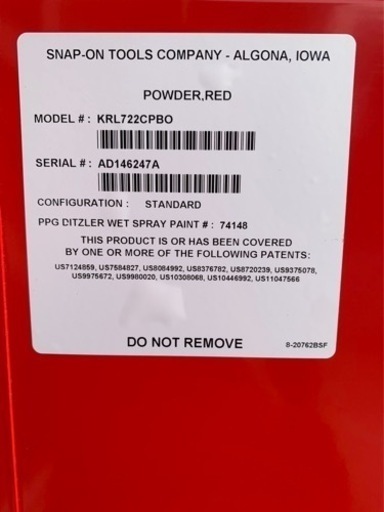 SNAP-ON TOOLS COMPANY - ALGONA, IOWA
POWDER,RED
MODEL # : KRL722CPBO
SERIAL # : AD146247A
CONFIGURATION : STANDARD
PPG DITZLER WET SPRAY PAINT # : 74148
THIS PRODUCT IS OR HAS BEEN COVERED
BY ONE OR MORE OF THE FOLLOWING PATENTS:
US7124859, US7584827, US8084992, US8376782, US8720239, US9375078,
US9975672, US9980020, US10308068, US10446992, US11047566
DO NOT REMOVE
8-20762BSF